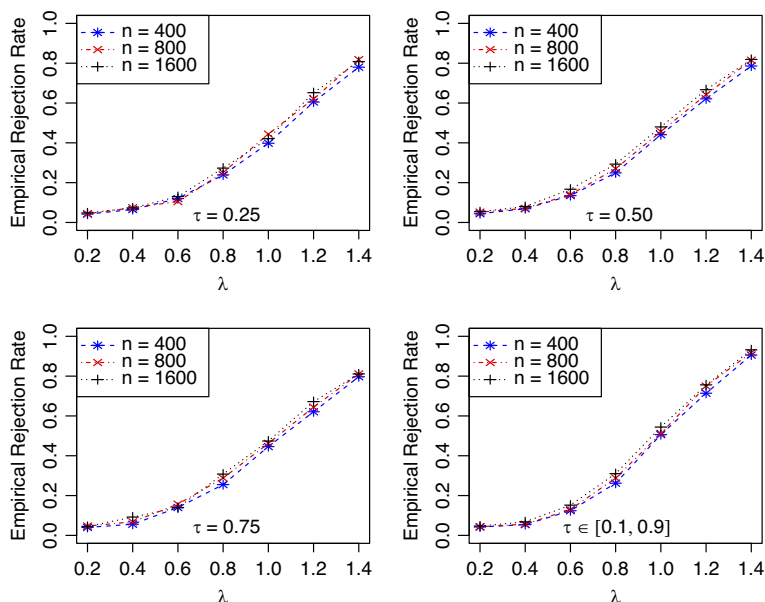 Empirical Rejection Rate
1.0
0.8
0.6
0.4
0.2
0.0
n = 400
n = 800
n = 1600
τ = 0.25
0.2 0.4 0.6 0.8 1.0 1.2 1.4
λ
Empirical Rejection Rate
1.0
0.8
0.6
0.4
0.2
0.0
n = 400
n = 800
n = 1600
τ = 0.50
0.2 0.4 0.6 0.8 1.0 1.2 1.4
λ
Empirical Rejection Rate
1.0
0.8
0.6
0.4
0.2
0.0
n = 400
n = 800
n = 1600
τ = 0.75
0.2 0.4 0.6 0.8 1.0 1.2 1.4
λ
Empirical Rejection Rate
1.0
0.8
0.6
0.4
0.2
0.0
n = 400
n = 800
n = 1600
τ ∈ [0.1, 0.9]
0.2 0.4 0.6 0.8 1.0 1.2 1.4
λ